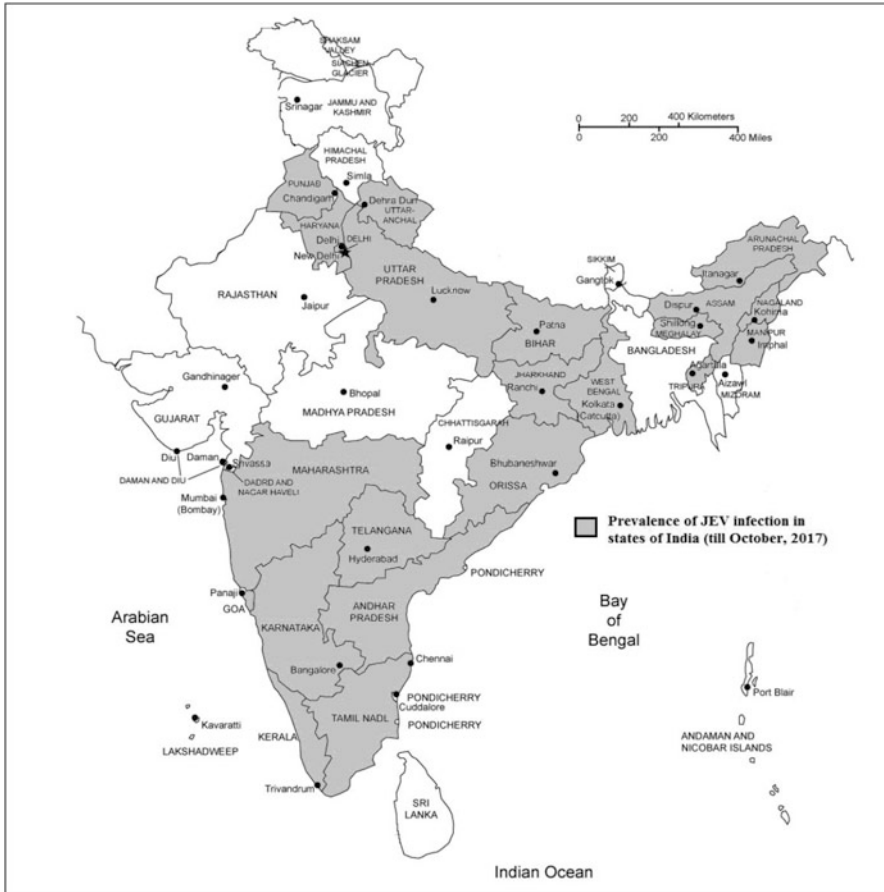 SHAKSAM
VALLEY
SIACHEN
GLACIER
Srinagar
JAMMU AND
KASHMIR
0 200 400 Kilometers
0 200 400 Miles
HIMACHAL
PRADESH
Simla
PUNJAB
Chandigarh
Dehra Dun
UTTAR-
ANCHAL
HARYANA
Delhi
DELHI
New Delhi
ARUNACHAL
PRADESH
SIKKIM
Gangtok
Itanagar
UTTAR
PRADESH
Lucknow
RAJASTHAN
Jaipur
Dispur
ASSAM
NAGALAND
Kohima
Shillong
MEGHALAY
MANIPUR
Imphal
Patna
BIHAR
BANGLADESH
Agartala
TRIPURA
Aizawl
MIZORAM
JHARKHAND
Ranchi
WEST
BENGAL
Kolkata
(Catcutta)
Gandhinager
Bhopal
MADHYA PRADESH
GUJARAT
CHHATTISGARAH
Raipur
Diu
Daman
Silvassa
DAMAN AND DIU
DADRD AND
NAGAR HAVELI
MAHARASHTRA
Bhubaneshwar
ORISSA
Mumbai
(Bombay)
TELANGANA
Hyderabad
Prevalence of JEV infection in
states of India (till October, 2017)
PONDICHERRY
Panaji
GOA
Arabian
Sea
KARNATAKA
ANDHAR
PRADESH
Bay
of
Bengal
Bangalore
Chennai
PONDICHERRY
Cuddalore
PONDICHERRY
TAMIL NADL
Kavaratti
LAKSHADWEEP
KERALA
Port Blair
ANDAMAN AND
NICOBAR ISLANDS
Trivandrum
SRI
LANKA
Indian Ocean